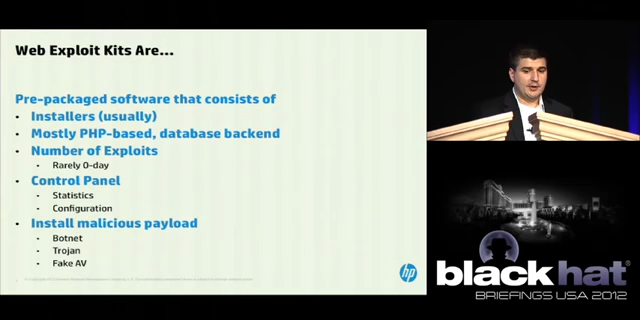 Web Exploit Kits Are...
Pre-packaged software that consists of
• Installers (usually)
• Mostly PHP-based, database backend
• Number of Exploits
• Rarely 0-day
• Control Panel
• Statistics
• Configuration
• Install malicious payload
• Botnet
• Trojan
• Fake AV
hp
black hat®
BRIEFINGS USA 2012